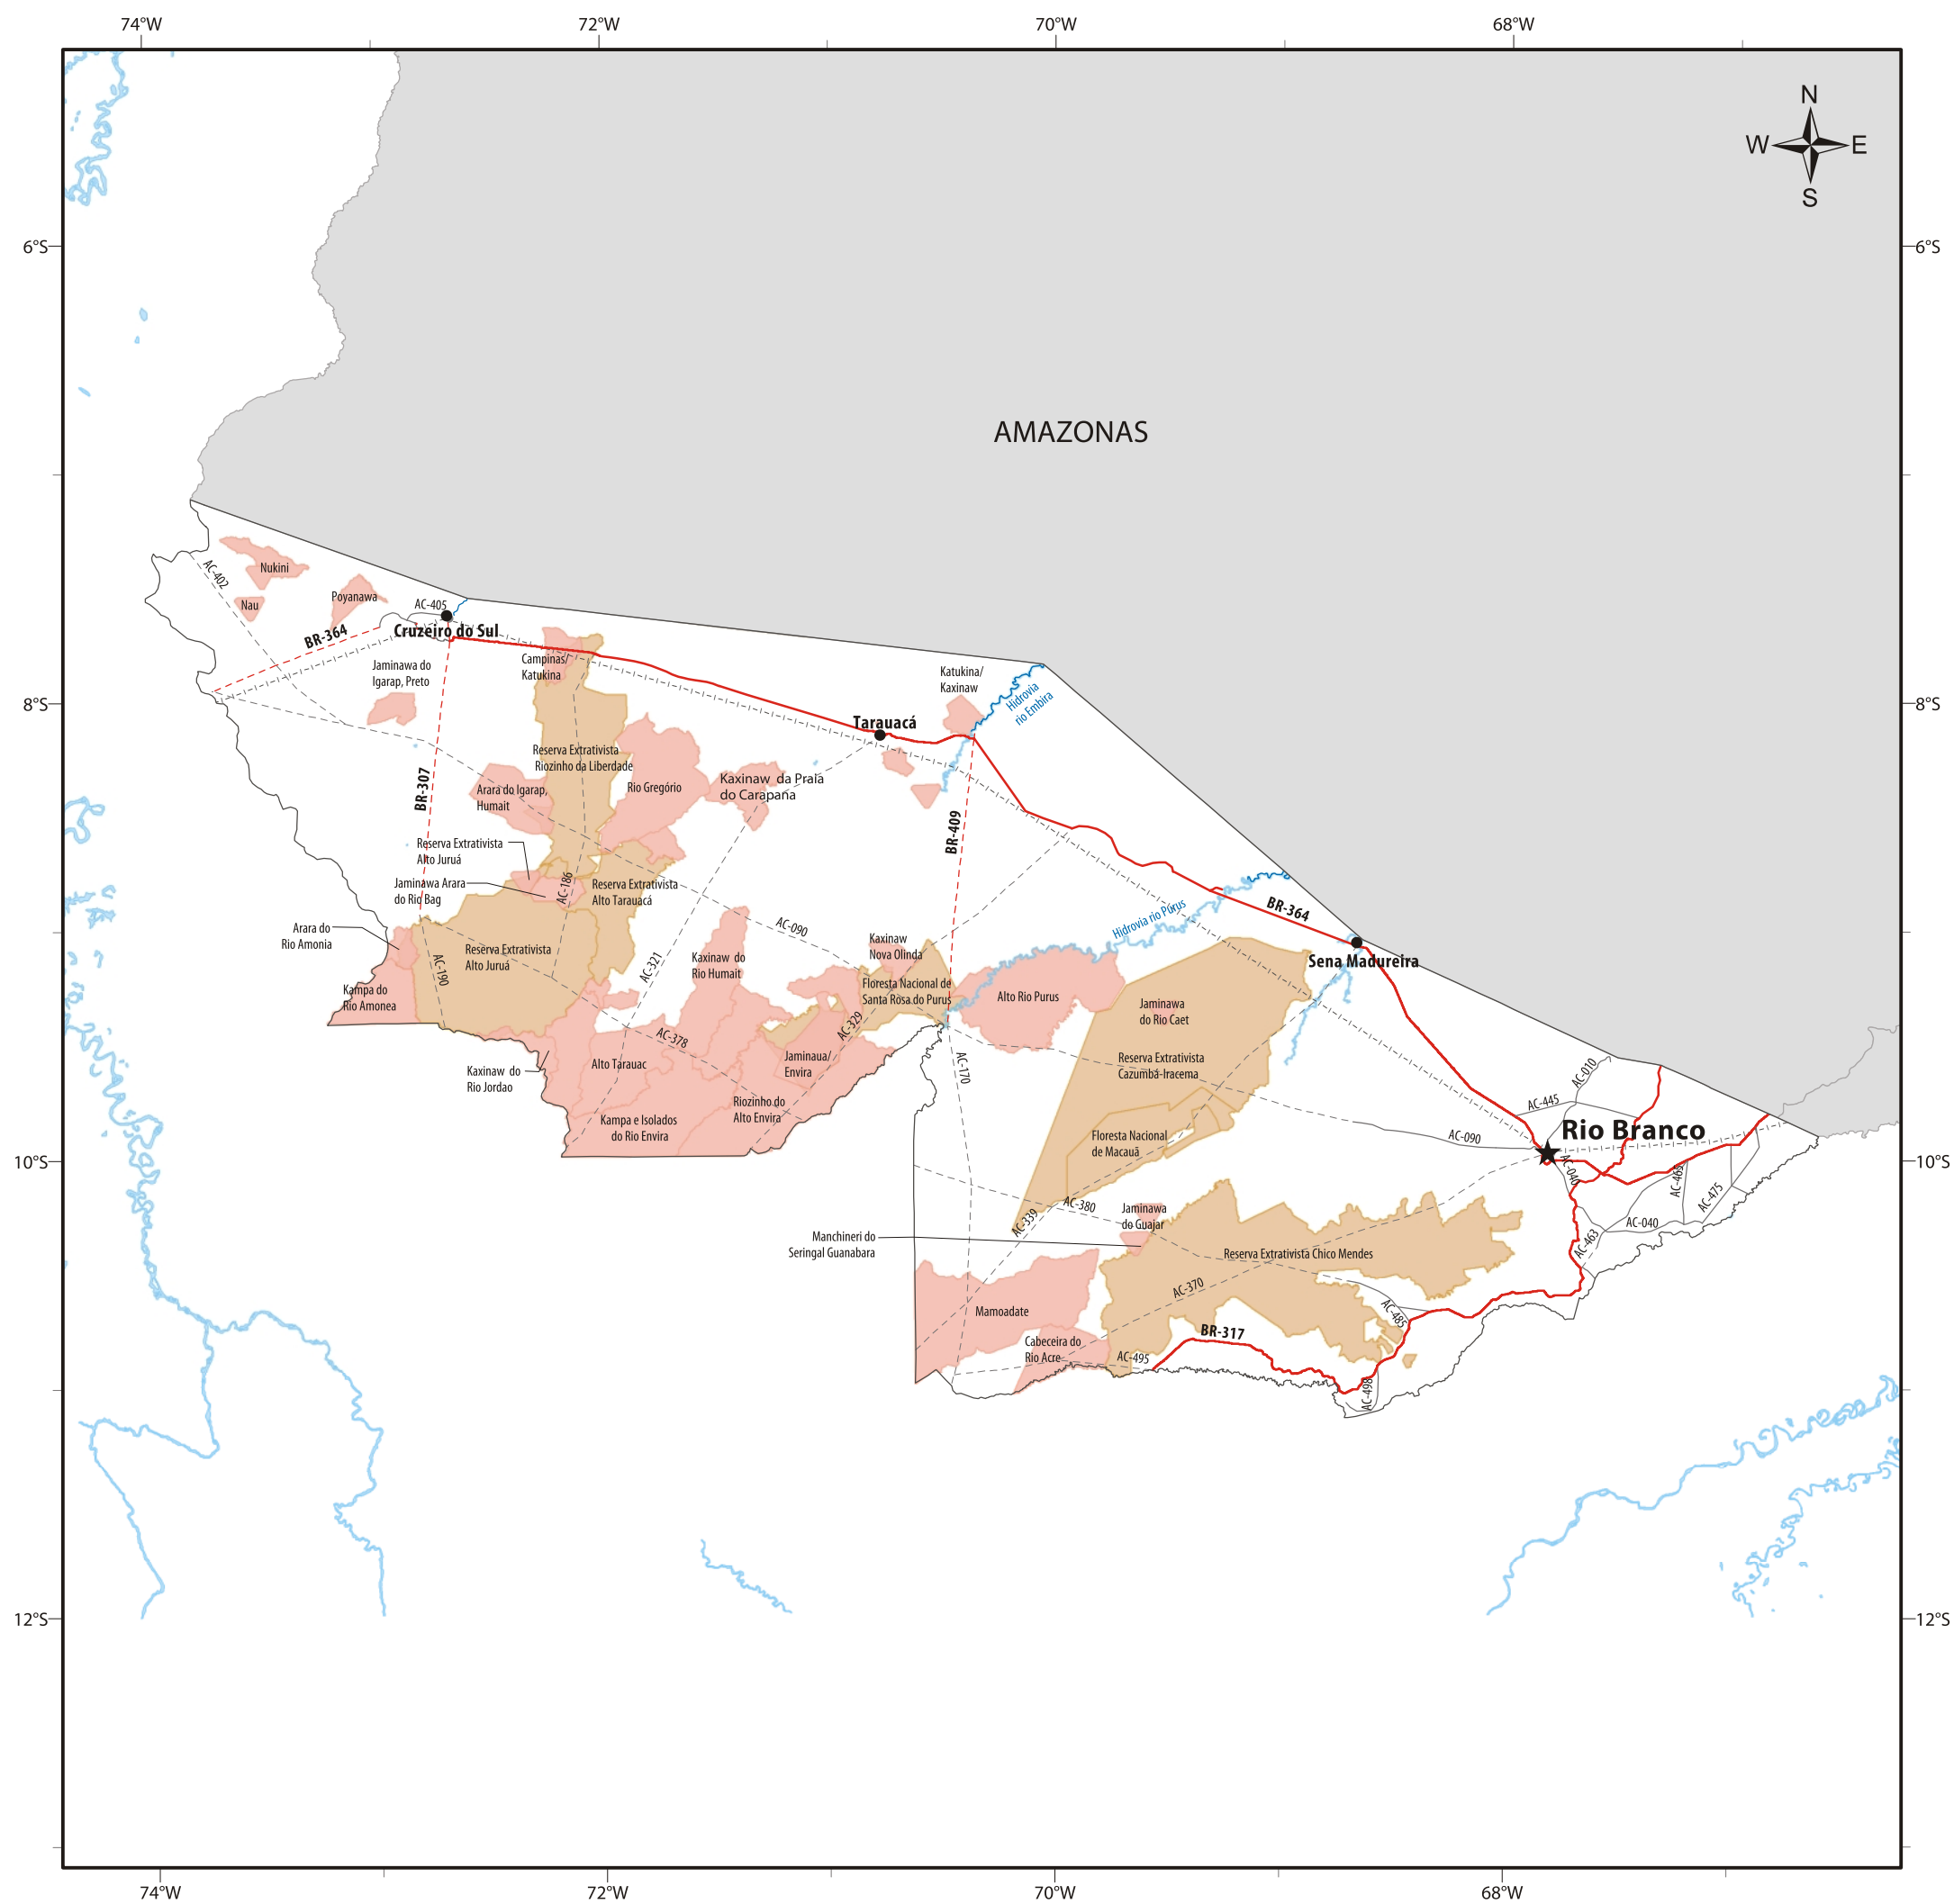 74°W
72°W
70°W
68°W
N
W
E
S
6°S
6°S
AMAZONAS
AC-402
Nukini
Nau
Poyanawa
AC-405
Cruzeiro do Sul
BR-364
Jaminawa do
Igarap, Preto
Campinas/
Katukina
Katukina/
Kaxinaw
Hidrovia
rio Embira
8°S
8°S
Tarauacá
Reserva Extrativista
Riozinho da Liberdade
BR-307
Arara do Igarap,
Humait
Rio Gregório
Kaxinaw  da Praia
do Carapana
BR-409
Reserva Extrativista
Alto Juruá
Jaminawa Arara
do Rio Bag
AC-186
Reserva Extrativista
Alto Tarauacá
Arara do
Rio Amonia
AC-090
Hidrovia rio Púrus
BR-364
Reserva Extrativista
Alto Juruá
AC-190
AC-321
Kaxinaw  do
Rio Humait
Kaxinaw
Nova Olinda
Sena Madureira
Kampa do
Rio Amonea
Floresta Nacional de
Santa Rosa do Purus
Alto Rio Purus
Jaminawa
do Rio Caet
AC-378
AC-329
Kaxinaw  do
Rio Jordao
Alto Tarauac
Jaminaua/
Envira
AC-170
Reserva Extrativista
Cazumbá-Iracema
AC-010
Riozinho do
Alto Envira
Kampa e Isolados
do Rio Envira
AC-445
Floresta Nacional
de Macauã
AC-090
Rio Branco
10°S
10°S
AC-040
AC-465
AC-475
AC-380
AC-339
Jaminawa
do Guajar
AC-040
Manchineri do
Seringal Guanabara
AC-463
Reserva Extrativista Chico Mendes
AC-370
Mamoadate
AC-485
BR-317
Cabeceira do
Rio Acre
AC-495
AC-498
12°S
12°S
74°W
72°W
70°W
68°W